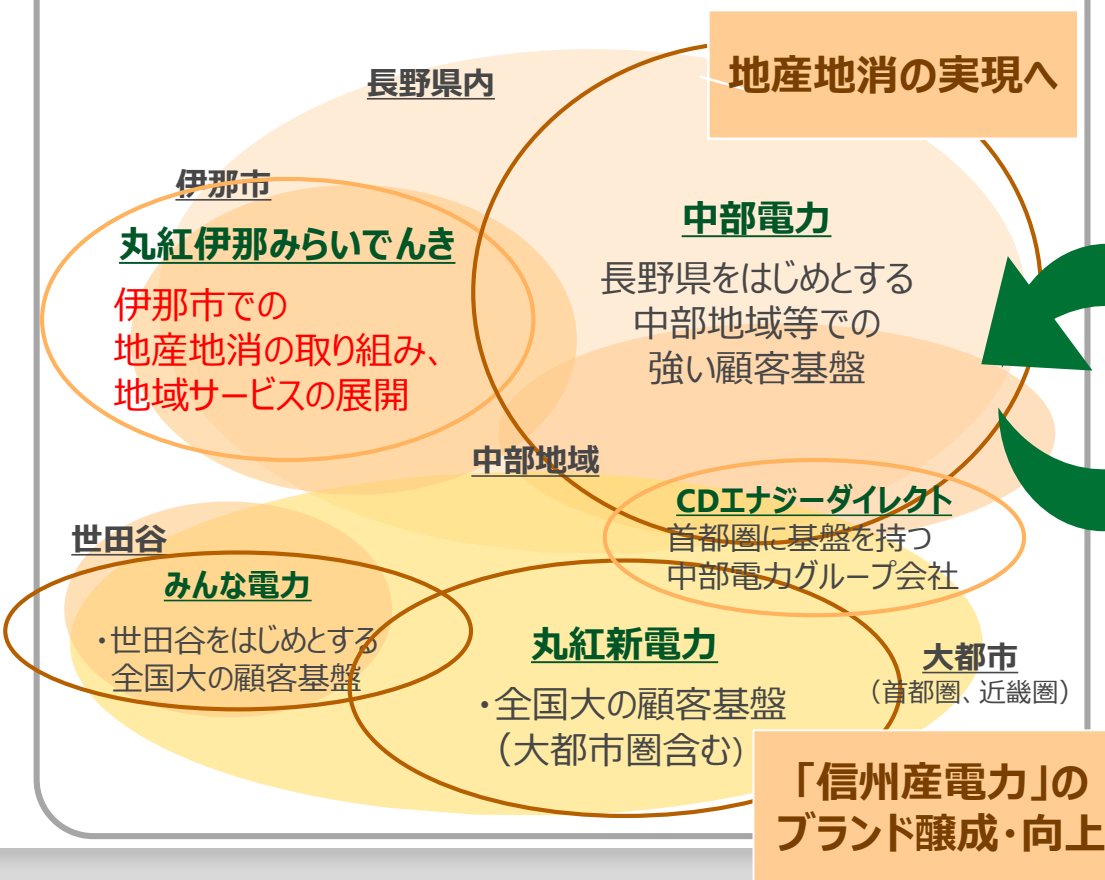 地産地消の実現へ
長野県内
伊那市
丸紅伊那みらいでんき
伊那市での
地産地消の取り組み、
地域サービスの展開
中部電力
長野県をはじめとする
中部地域等での
強い顧客基盤
中部地域
CDエナジーダイレクト
首都圏に基盤を持つ
中部電力グループ会社
世田谷
みんな電力
・世田谷をはじめとする
全国大の顧客基盤
丸紅新電力
・全国大の顧客基盤
（大都市圏含む）
大都市
（首都圏、近畿圏）
「信州産電力」の
ブランド醸成・向上